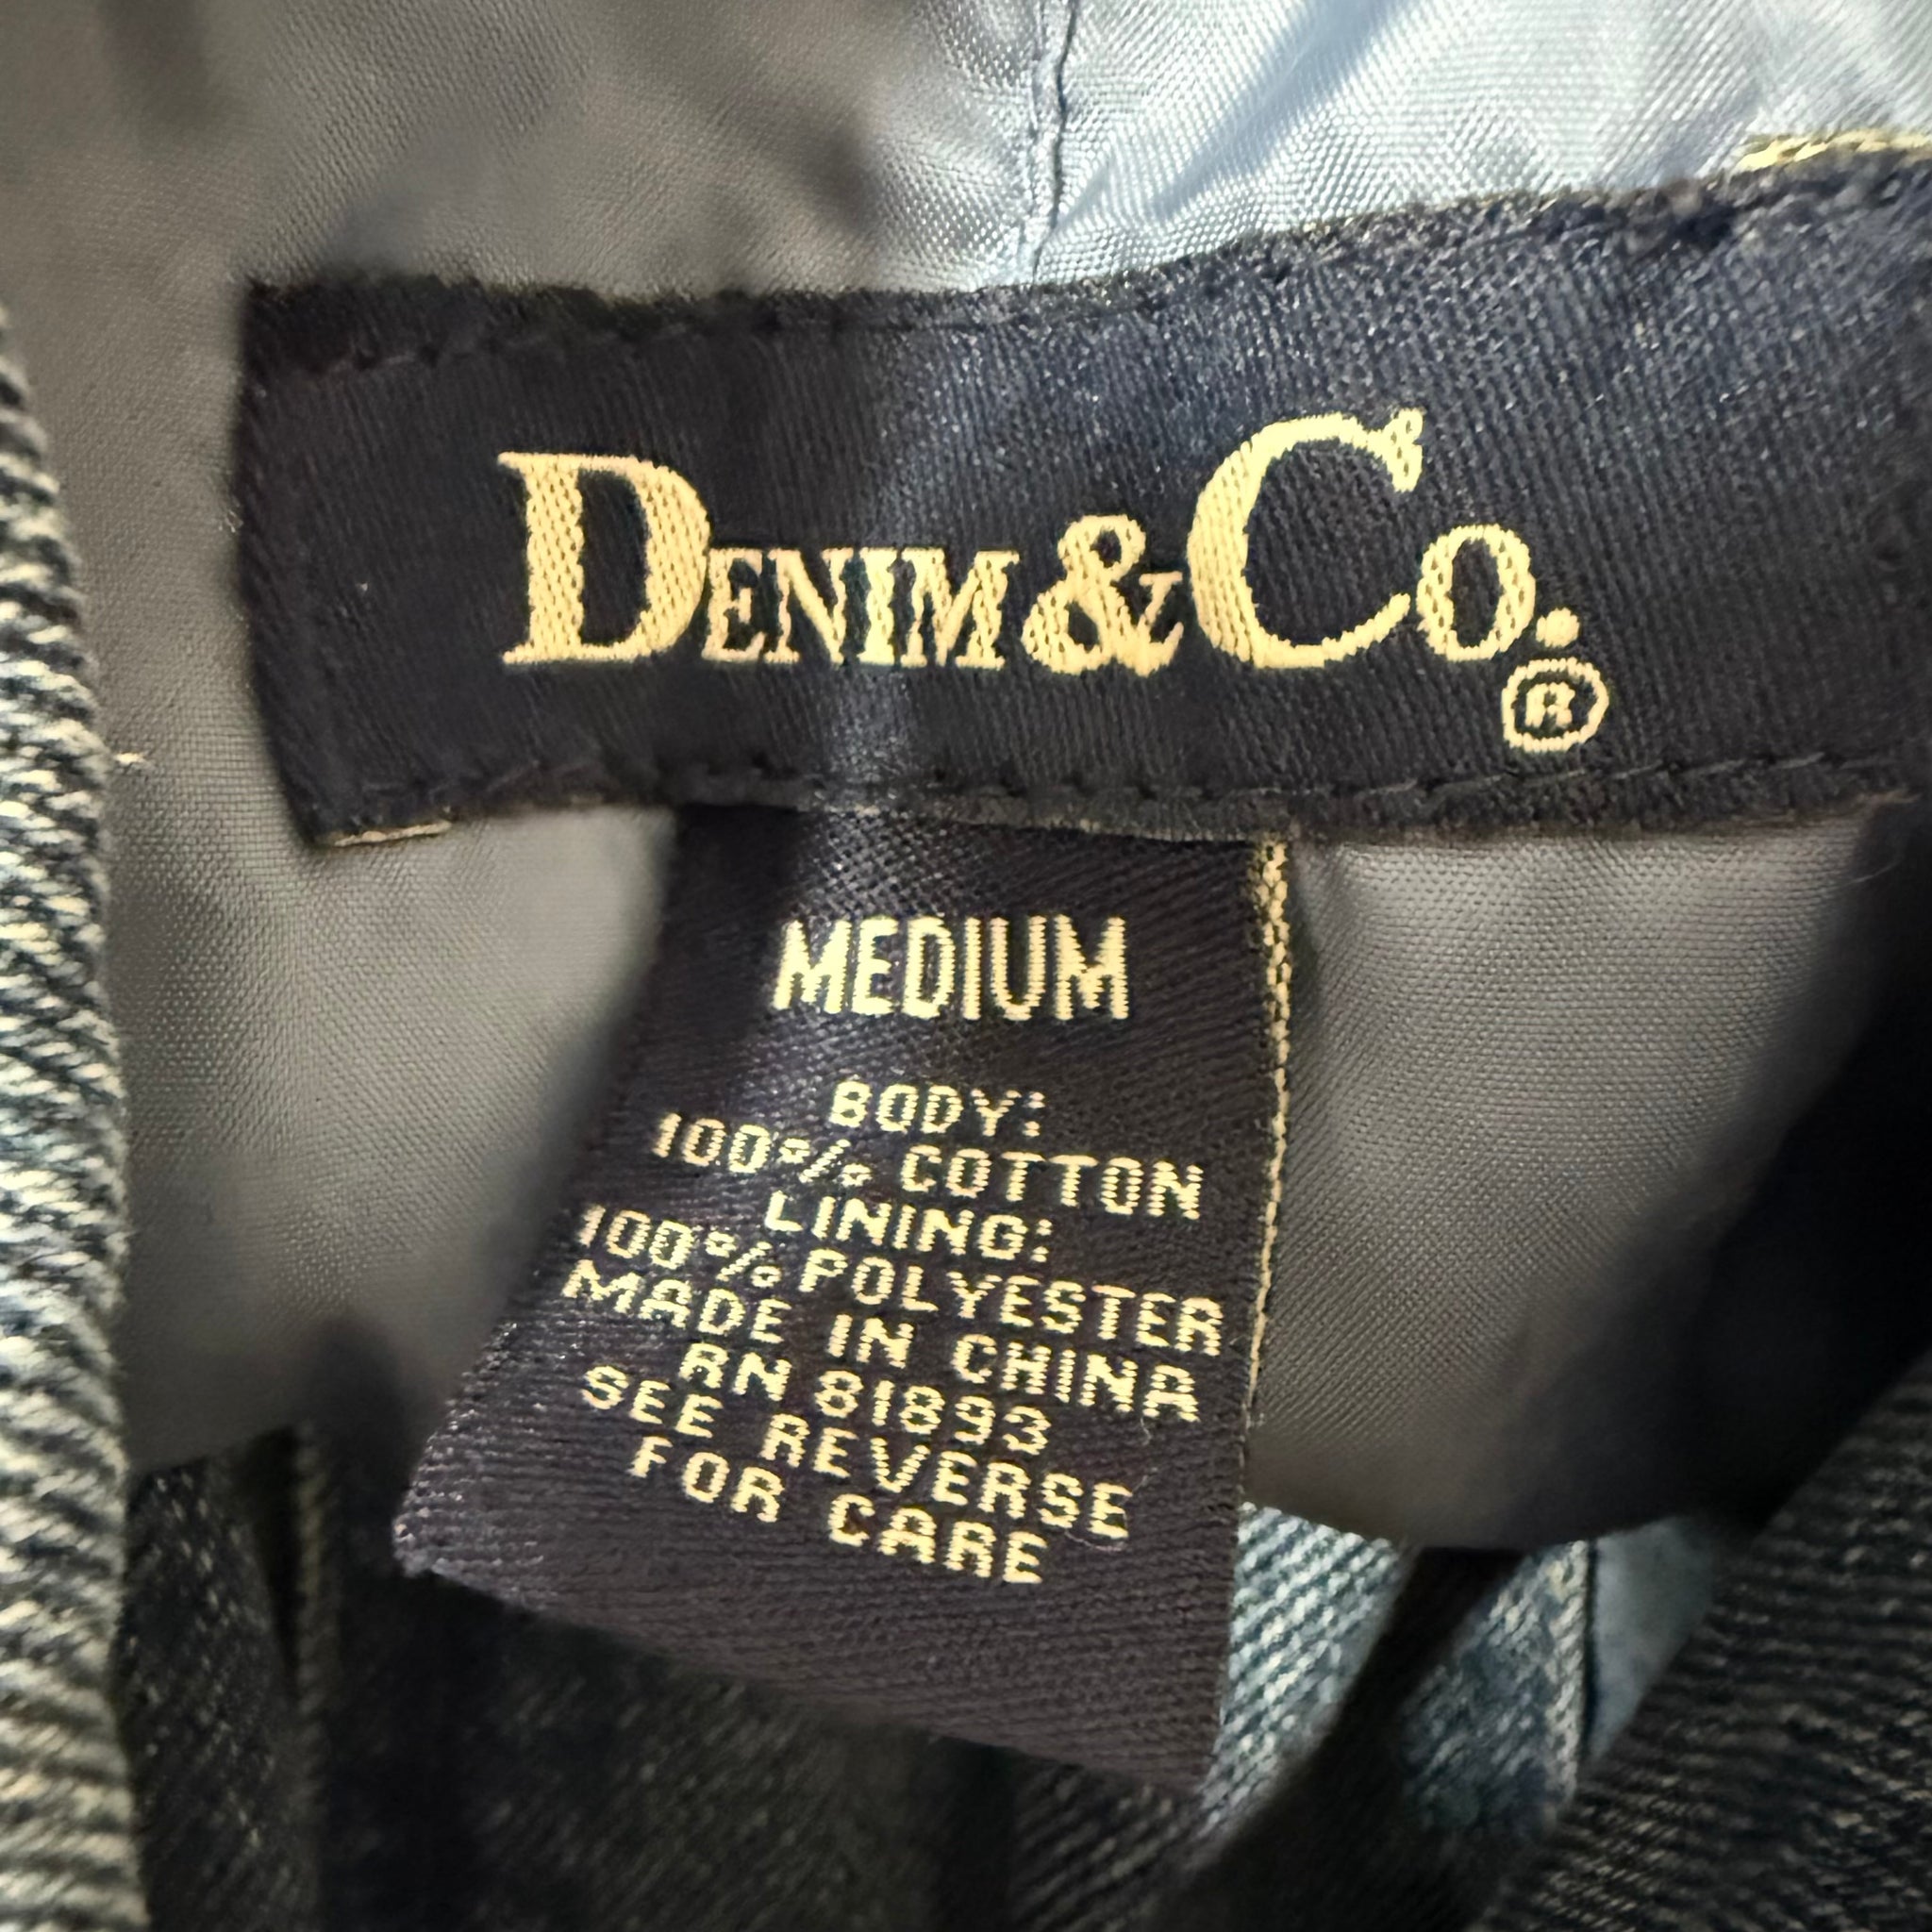 DENIM & CO.®
MEDIUM
BODY:
100% COTTON
LINING:
100% POLYESTER
MADE IN CHINA
RN 81893
SEE REVERSE
FOR CARE